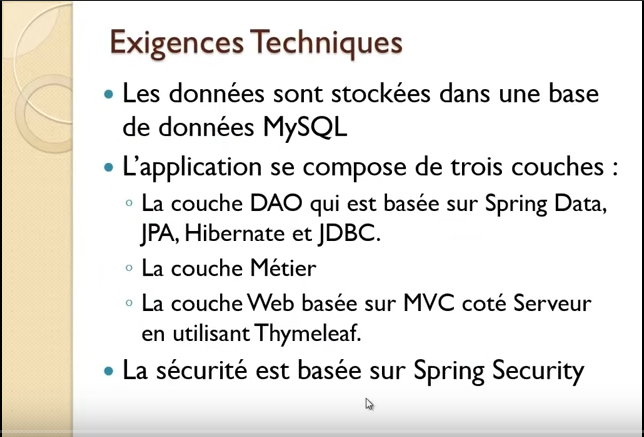 Exigences Techniques
• Les données sont stockées dans une base
de données MySQL
• L'application se compose de trois couches :
◦ La couche DAO qui est basée sur Spring Data,
JPA, Hibernate et JDBC.
◦ La couche Métier
◦ La couche Web basée sur MVC coté Serveur
en utilisant Thymeleaf.
• La sécurité est basée sur Spring Security